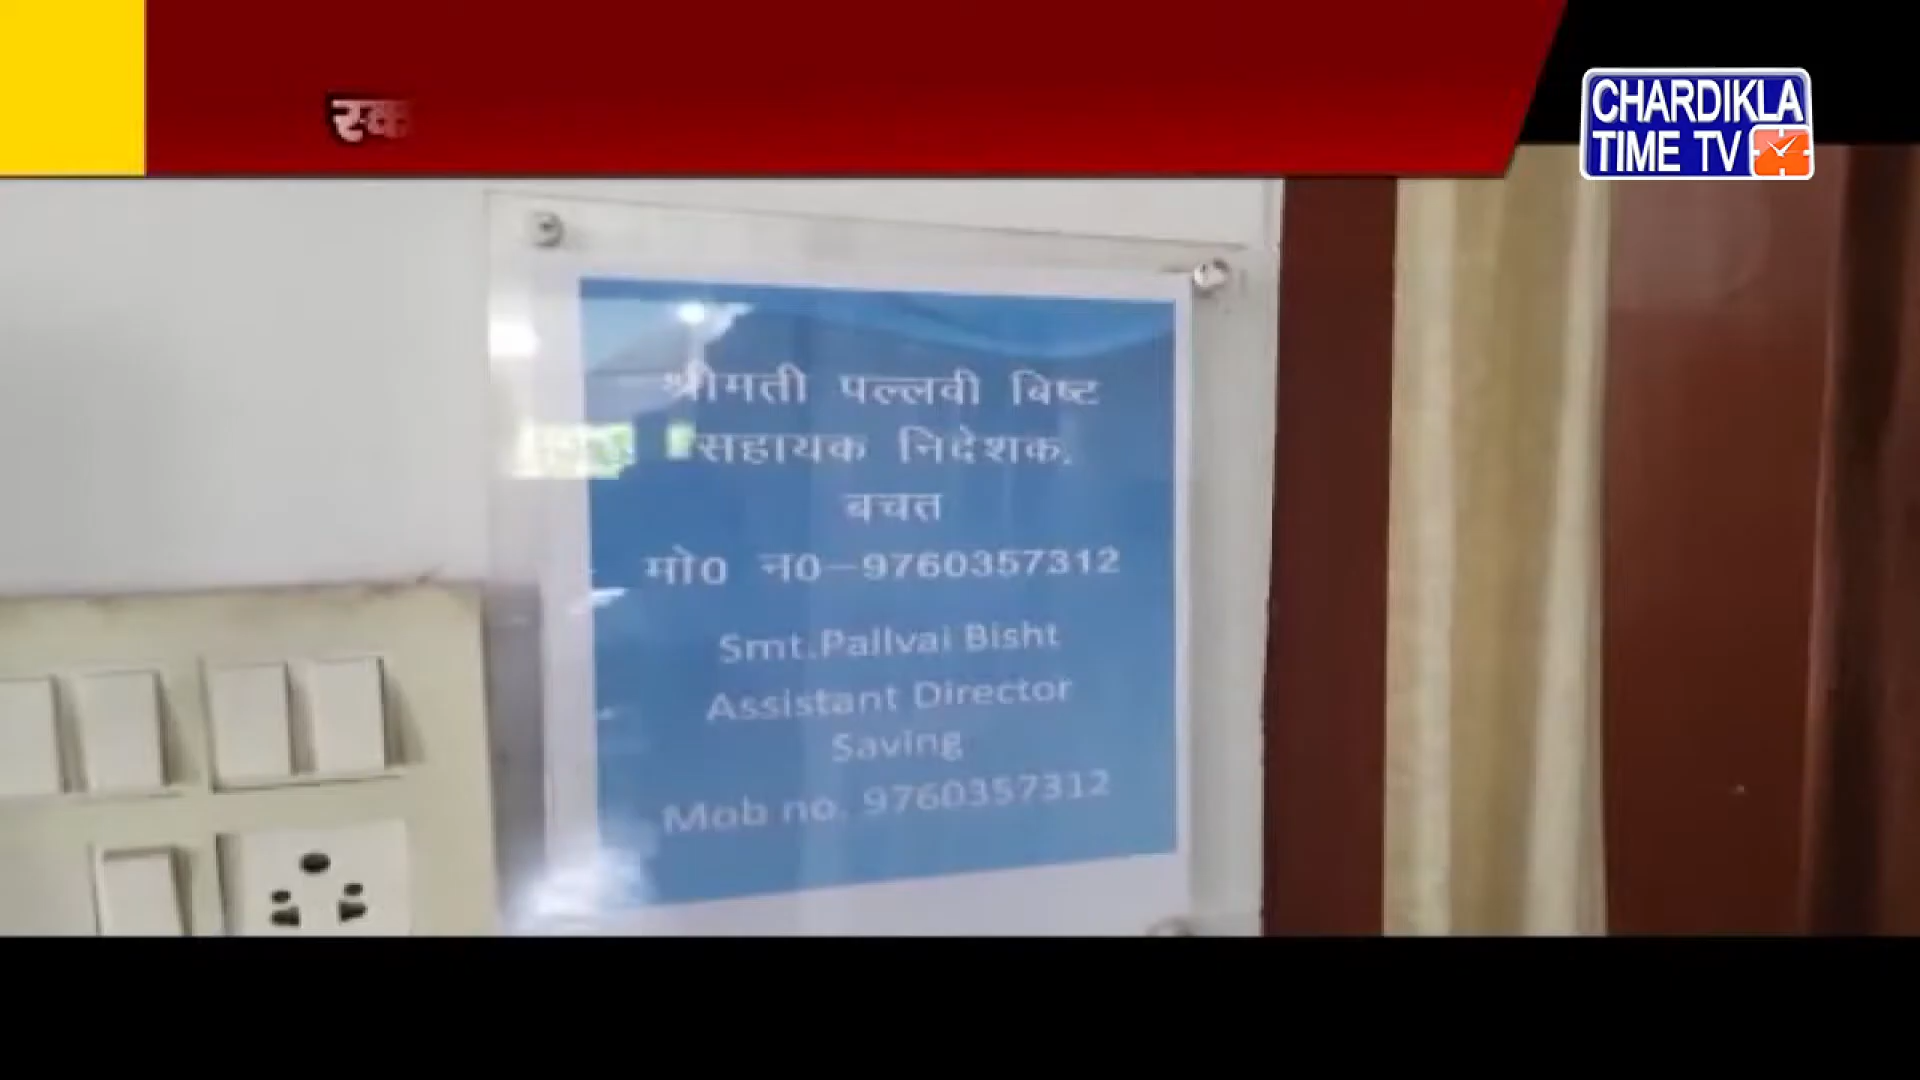 स्क
CHARDIKLA
TIME TV
श्रीमती पल्लवी बिष्ट
सहायक निदेशक,
बचत
मो0 न0–9760357312
Smt.Pallvai Bisht
Assistant Director
Saving
Mob no. 9760357312